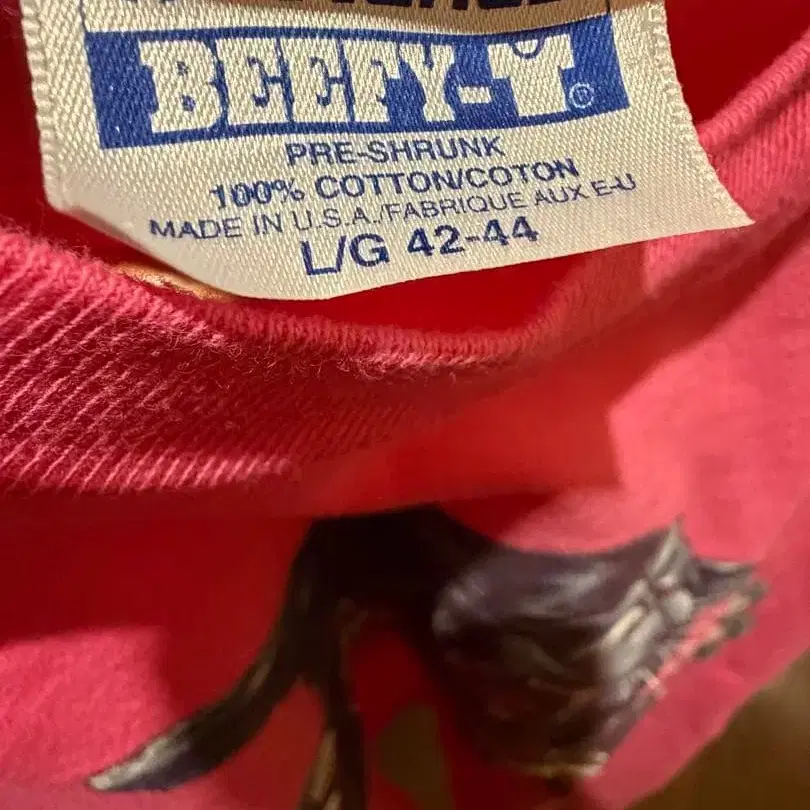 BEEFY-T®
PRE-SHRUNK
100% COTTON/COTON
MADE IN U.S.A./FABRIQUE AUX E-U
L/G 42-44